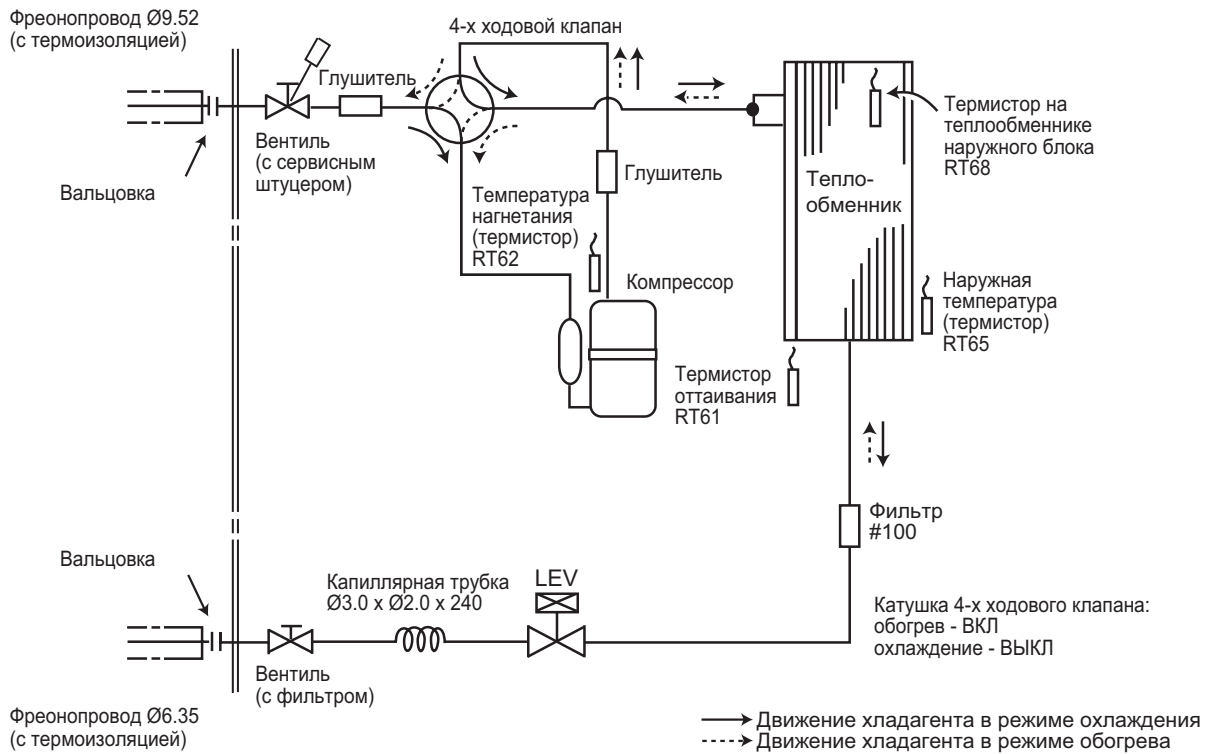 Фреонопровод Ø9.52
(с термоизоляцией)
4-х ходовой клапан
Глушитель
Вентиль
(с сервисным
штуцером)
Вальцовка
Термистор на
теплообменнике
наружного блока
RT68
Глушитель
Тепло-
обменник
Температура
нагнетания
(термистор)
RT62
Компрессор
Наружная
температура
(термистор)
RT65
Термистор
оттаивания
RT61
Фильтр
#100
Вальцовка
Капиллярная трубка
Ø3.0 x Ø2.0 x 240
LEV
Катушка 4-х ходового клапана:
обогрев - ВКЛ
охлаждение - ВЫКЛ
Вентиль
(с фильтром)
Фреонопровод Ø6.35
(с термоизоляцией)
Движение хладагента в режиме охлаждения
Движение хладагента в режиме обогрева